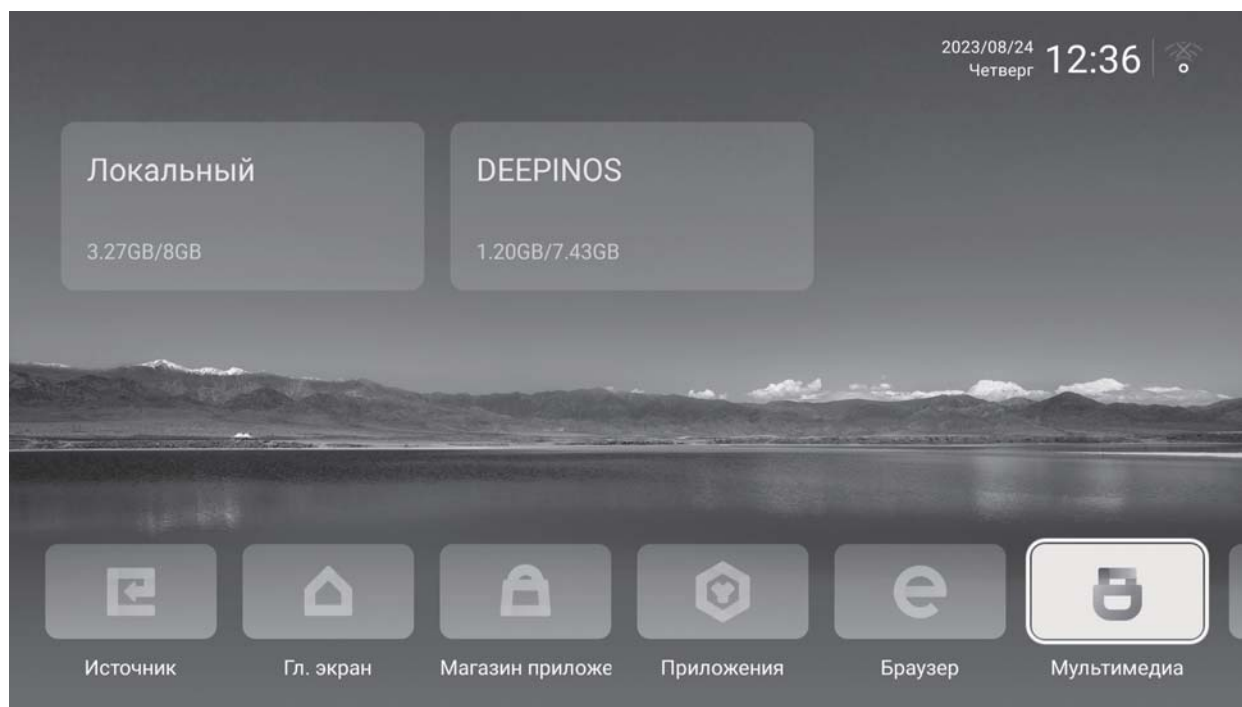 2023/08/24
Четверг
12:36
Локальный
DEEPINOS
3.27GB/8GB
1.20GB/7.43GB
Источник
Гл. экран
Магазин приложе
Приложения
Браузер
Мультимедиа